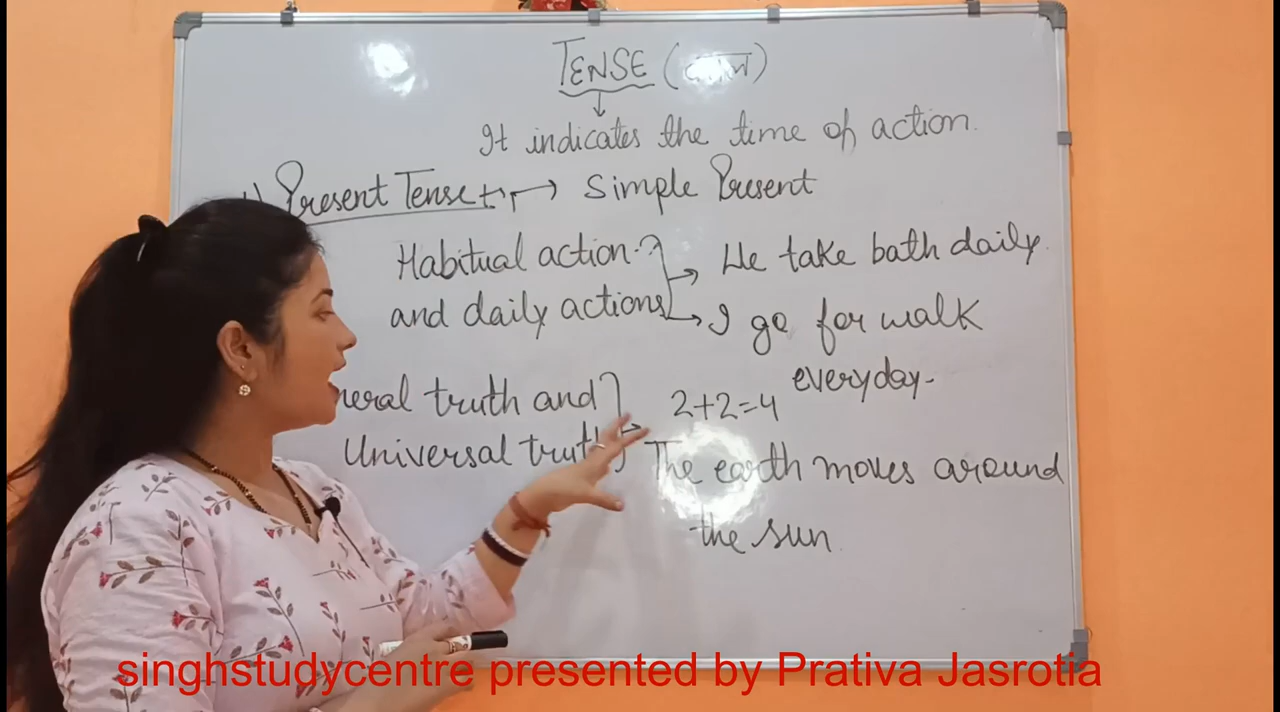 TENSE (काल)
It indicates the time of action.
1) Present Tense → Simple Present
Habitual action
and daily actions
We take bath daily.
I go for walk
everyday.
neral truth and
Universal truth
2+2=4
The earth moves around
the sun.
singhstudycentre presented by Prativa Jasrotia